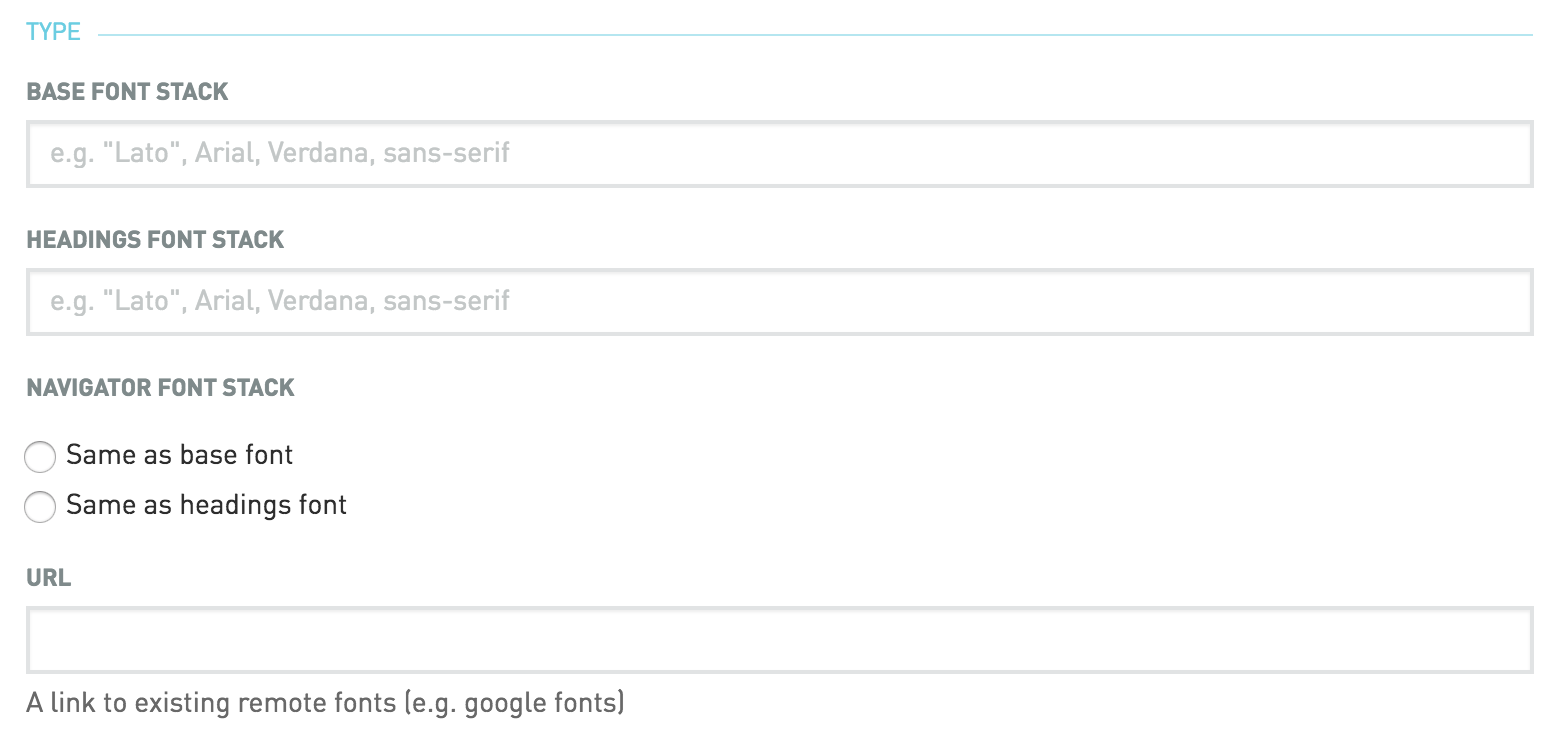 TYPE
BASE FONT STACK
e.g. "Lato", Arial, Verdana, sans-serif
HEADINGS FONT STACK
e.g. "Lato", Arial, Verdana, sans-serif
NAVIGATOR FONT STACK
Same as base font
Same as headings font
URL
A link to existing remote fonts (e.g. google fonts)